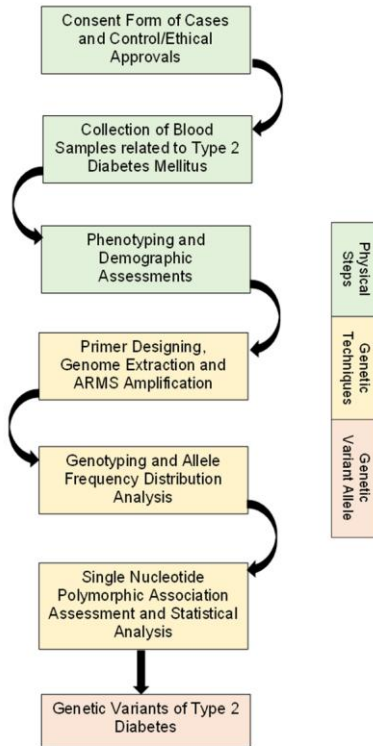 Consent Form of Cases
and Control/Ethical
Approvals
Collection of Blood
Samples related to Type 2
Diabetes Mellitus
Phenotyping and
Demographic
Assessments
Primer Designing,
Genome Extraction and
ARMS Amplification
Genotyping and Allele
Frequency Distribution
Analysis
Single Nucleotide
Polymorphic Association
Assessment and Statistical
Analysis
Genetic Variants of Type 2
Diabetes
Physical
Steps
Genetic
Techniques
Genetic
Variant Allele